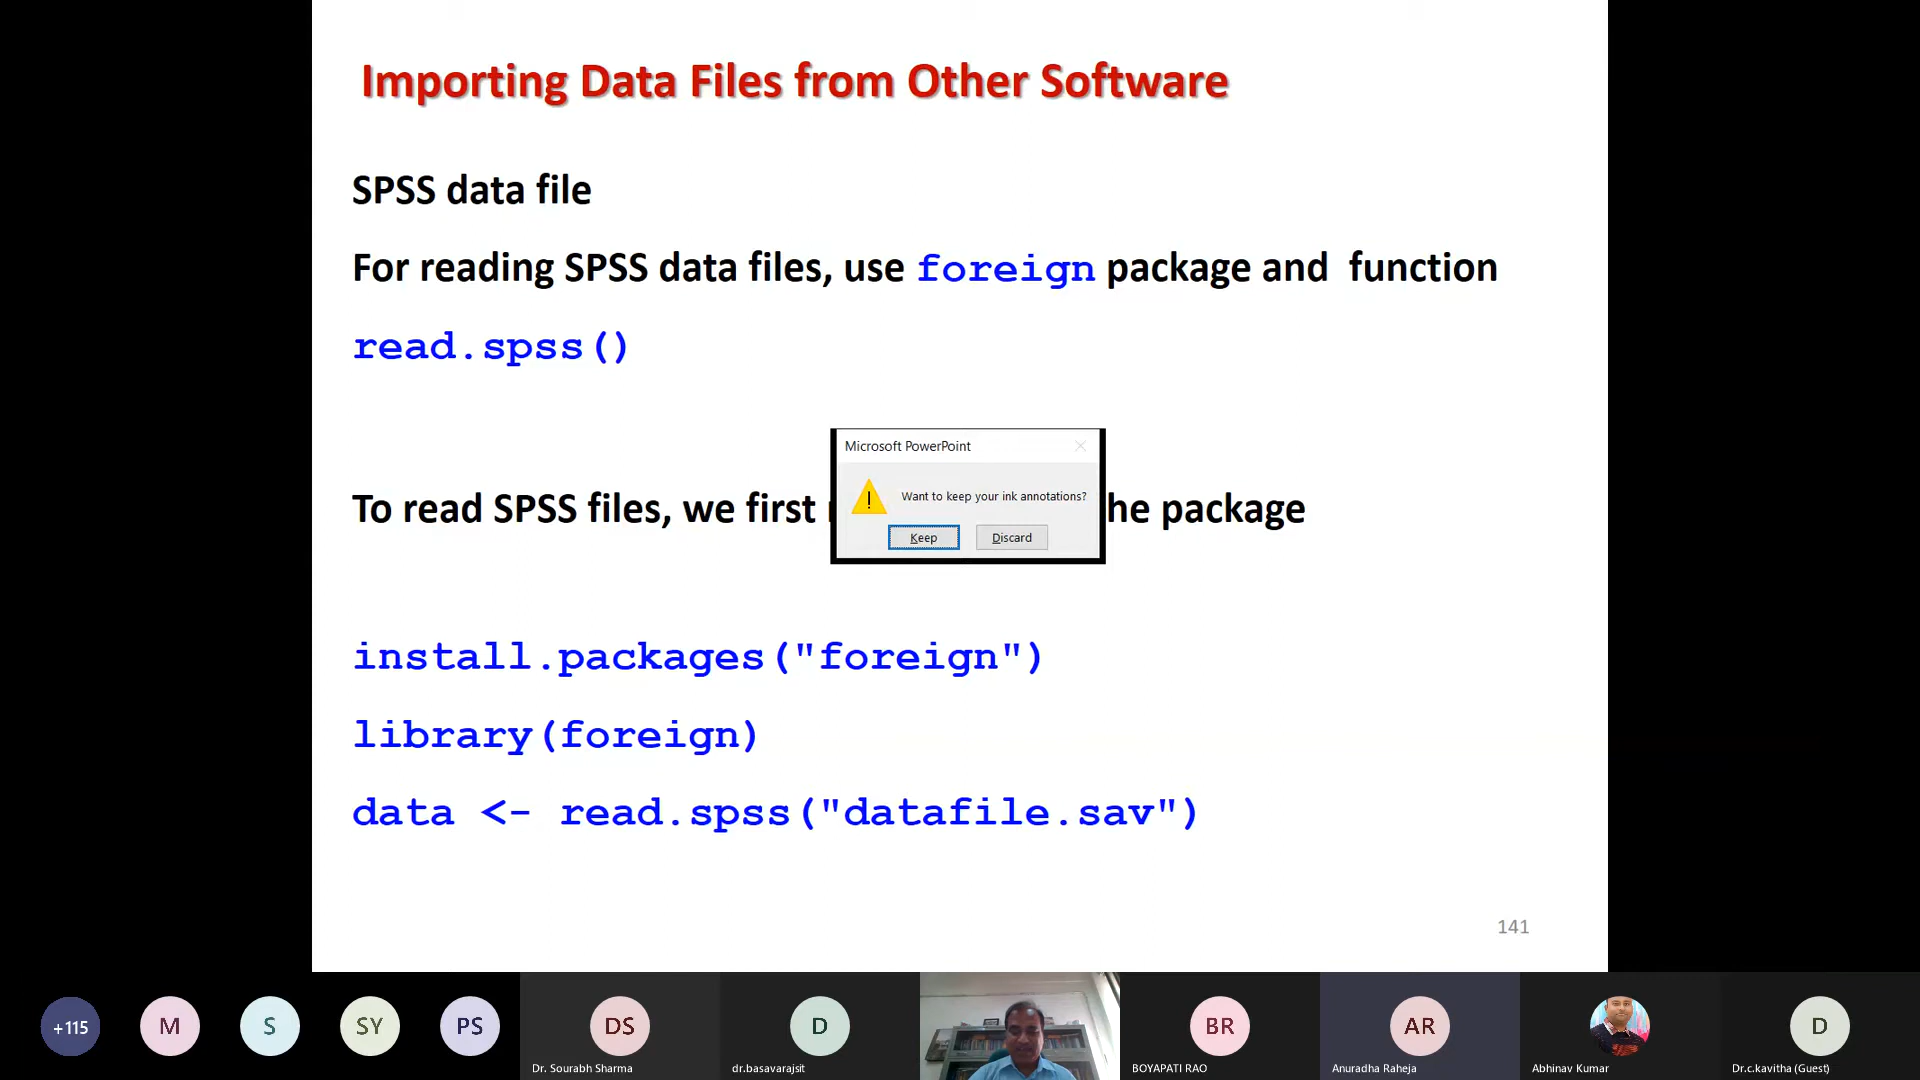 Importing Data Files from Other Software
SPSS data file
For reading SPSS data files, use foreign package and function
read.spss()
Microsoft PowerPoint
Want to keep your ink annotations?
Keep
Discard
To read SPSS files, we first he package
install.packages("foreign")
library(foreign)
data <- read.spss("datafile.sav")
141
+115
M
S
SY
PS
DS
D
BR
AR
D
Dr. Sourabh Sharma
dr.basavarajsit
BOYAPATI RAO
Anuradha Raheja
Abhinav Kumar
Dr.c.kavitha (Guest)